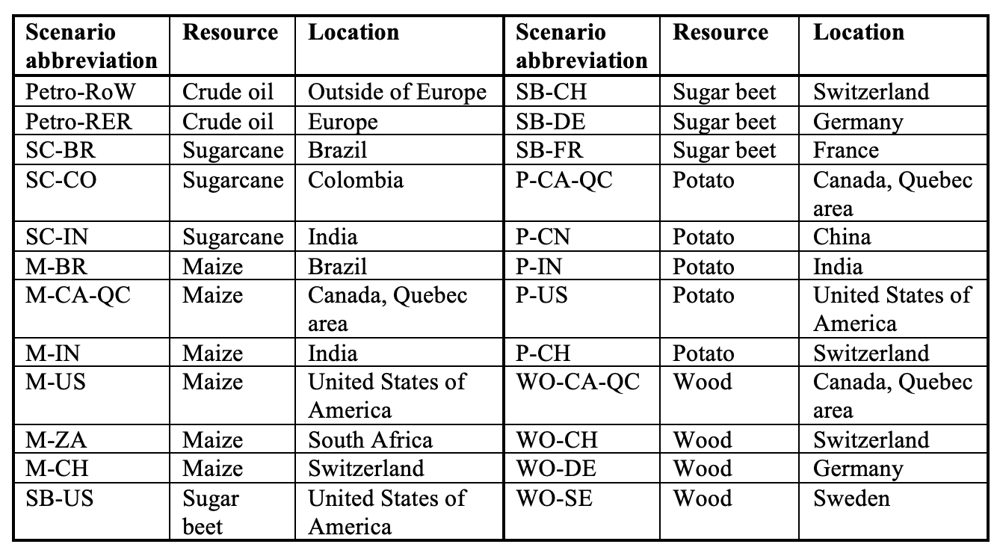 Scenario abbreviation Resource Location Scenario abbreviation Resource Location
Petro-RoW Crude oil Outside of Europe SB-CH Sugar beet Switzerland
Petro-RER Crude oil Europe SB-DE Sugar beet Germany
SC-BR Sugarcane Brazil SB-FR Sugar beet France
SC-CO Sugarcane Colombia P-CA-QC Potato Canada, Quebec area
SC-IN Sugarcane India P-CN Potato China
M-BR Maize Brazil P-IN Potato India
M-CA-QC Maize Canada, Quebec area P-US Potato United States of America
M-IN Maize India P-CH Potato Switzerland
M-US Maize United States of America WO-CA-QC Wood Canada, Quebec area
M-ZA Maize South Africa WO-CH Wood Switzerland
M-CH Maize Switzerland WO-DE Wood Germany
SB-US Sugar beet United States of America WO-SE Wood Sweden